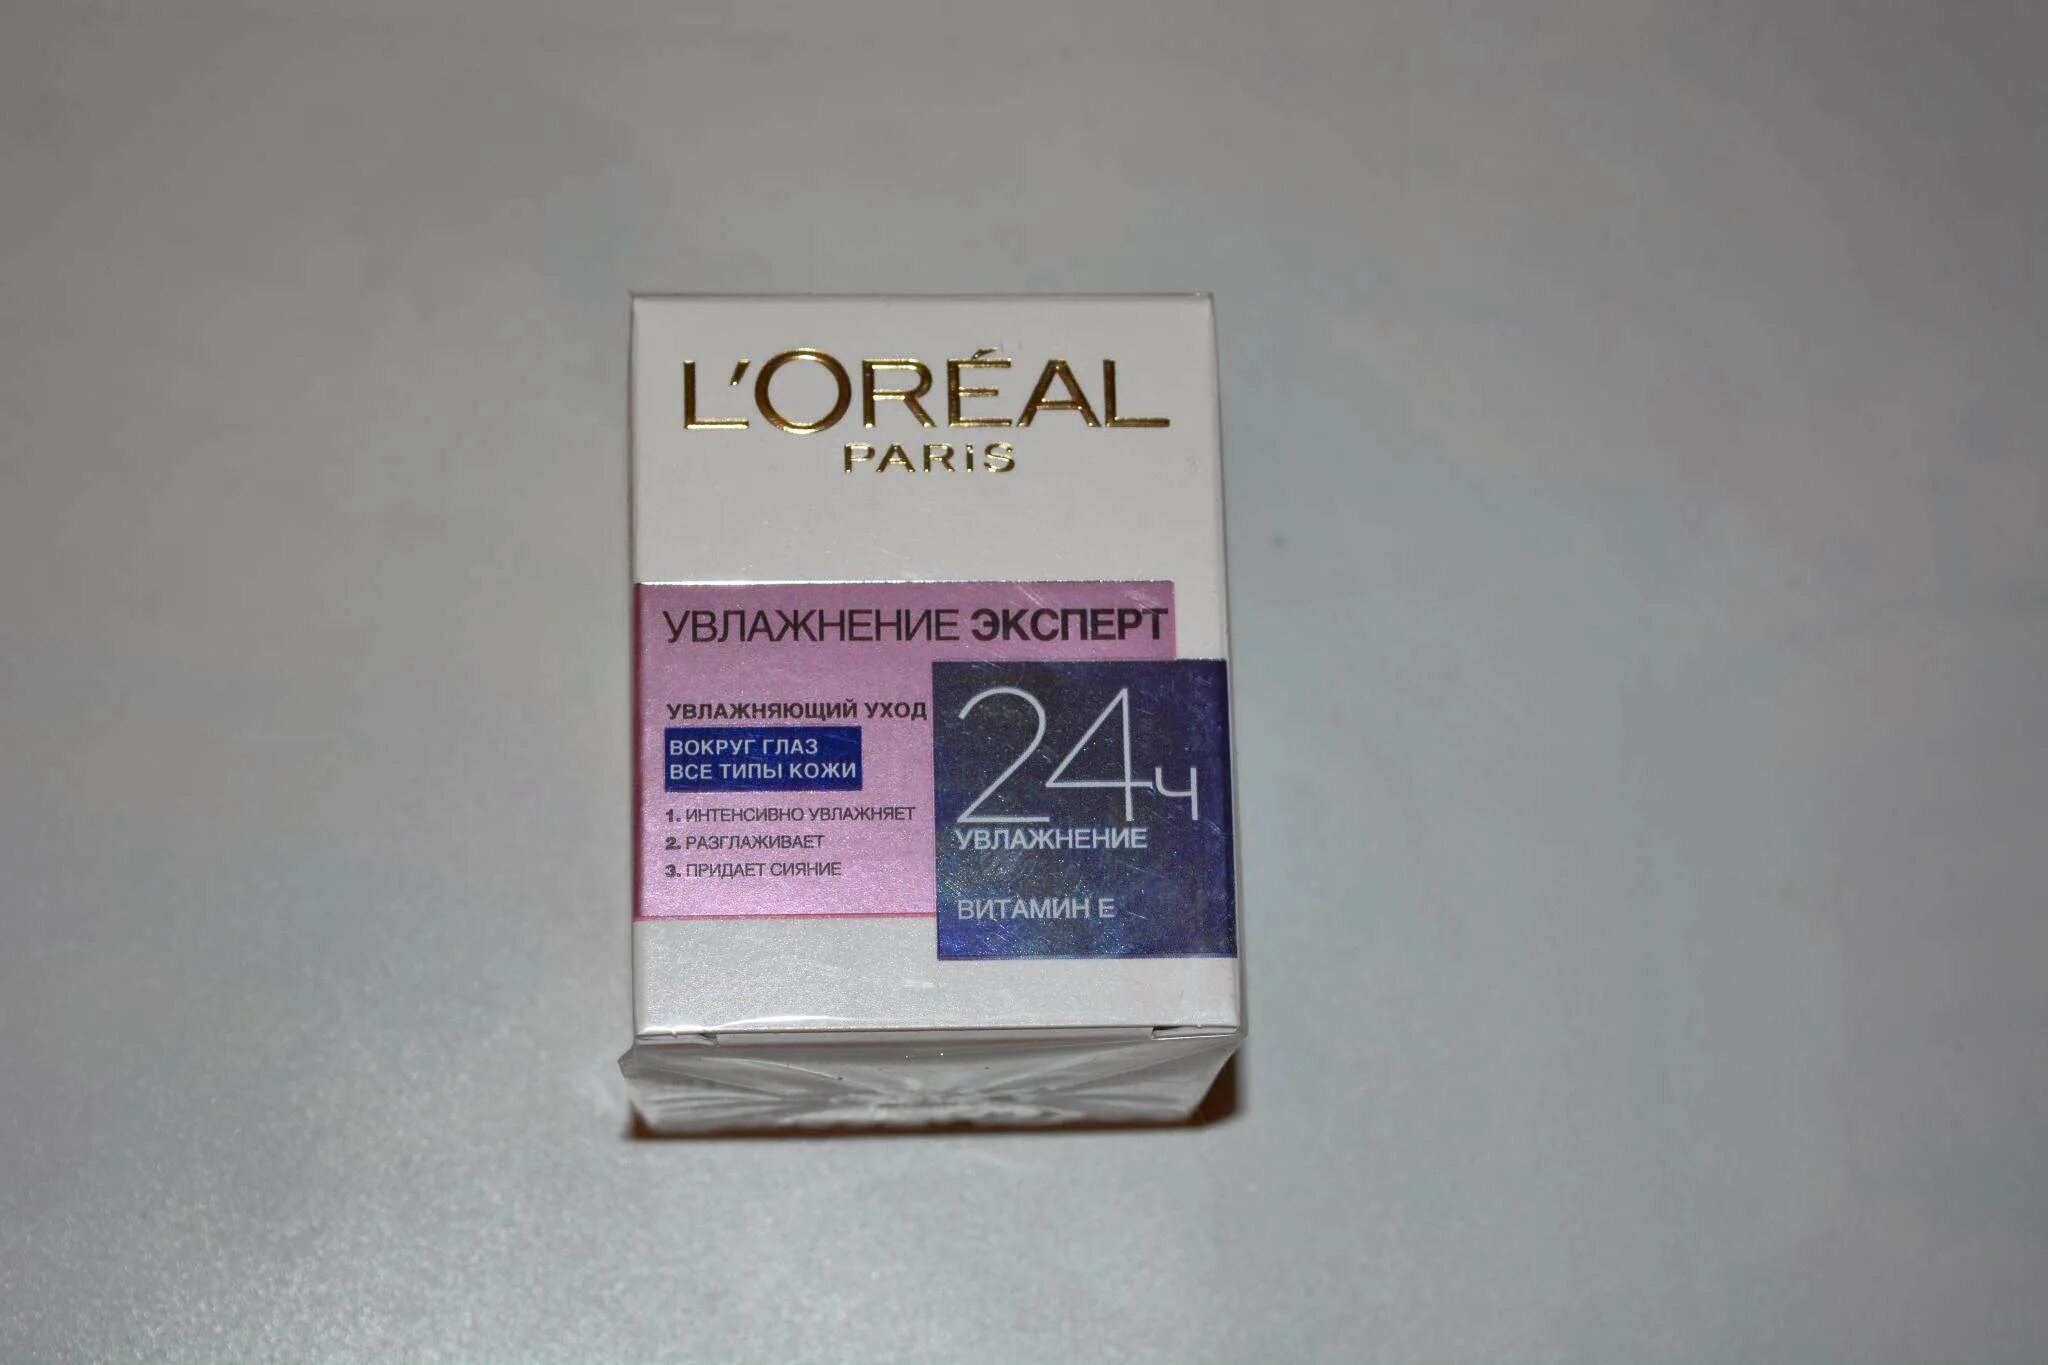 L'ORÉAL
PARiS
УВЛАЖНЕНИЕ ЭКСПЕРТ
УВЛАЖНЯЮЩИЙ УХОД
ВОКРУГ ГЛАЗ
ВСЕ ТИПЫ КОЖИ
1. ИНТЕНСИВНО УВЛАЖНЯЕТ
2. РАЗГЛАЖИВАЕТ
3. ПРИДАЕТ СИЯНИЕ
24ч
УВЛАЖНЕНИЕ
ВИТАМИН Е